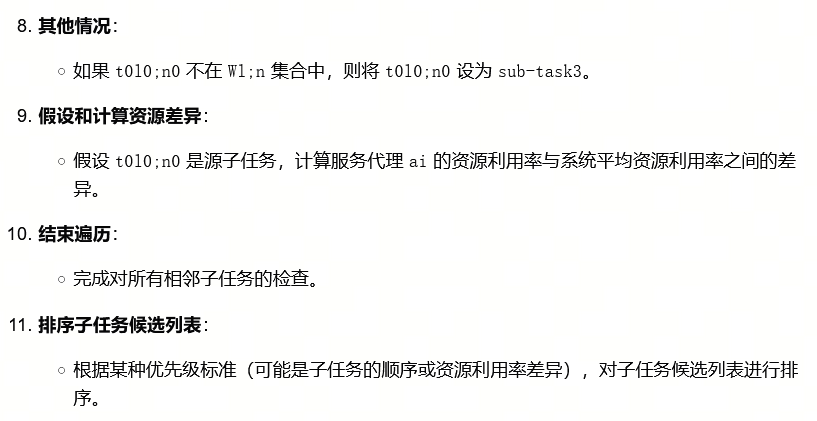 8. 其他情况：
○ 如果 t0l0;n0 不在 Wl;n 集合中，则将 t0l0;n0 设为 sub-task3。
9. 假设和计算资源差异：
○ 假设 t0l0;n0 是源子任务，计算服务代理 ai 的资源利用率与系统平均资源利用率之间的差
异。
10. 结束遍历：
○ 完成对所有相邻子任务的检查。
11. 排序子任务候选列表：
○ 根据某种优先级标准（可能是子任务的顺序或资源利用率差异），对子任务候选列表进行排
序。